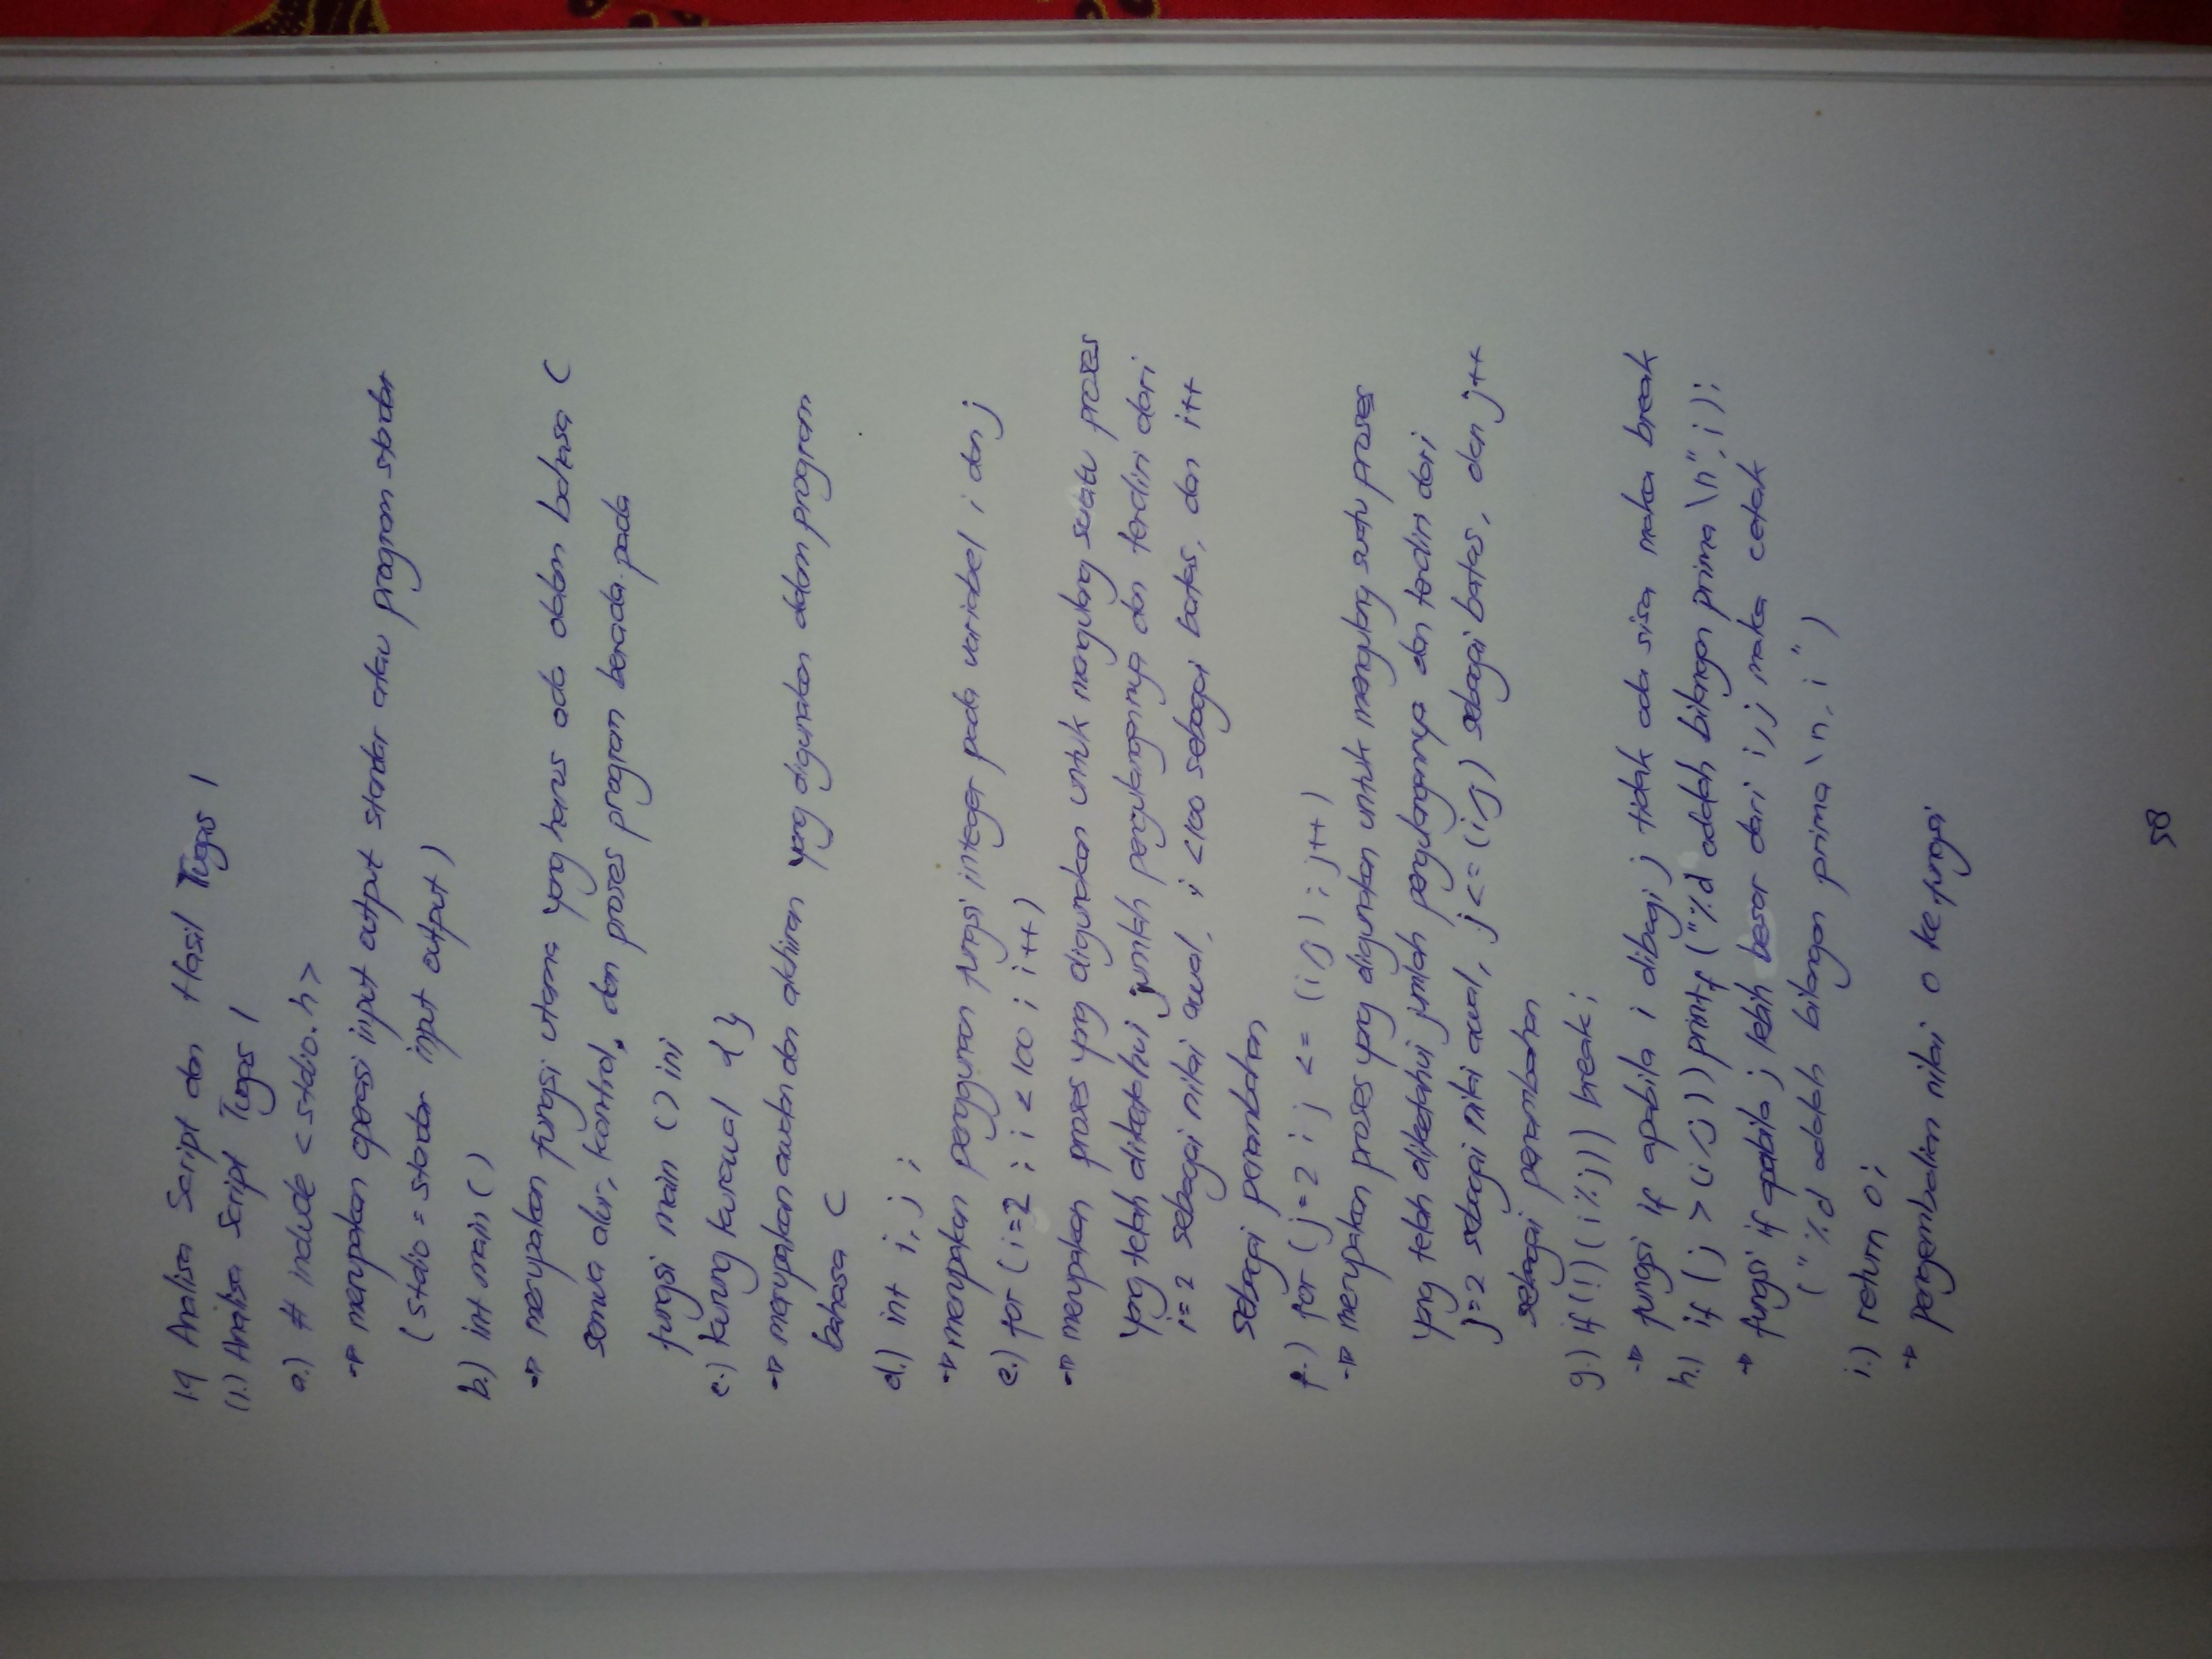 1.9 Analisa Script dan Hasil Tugas 1
(1.) Analisa Script Tugas 1
a.) # include <stdio.h>
→ merupakan operasi input output standar atau program standar
(stdio = standar input output)
b.) int main ()
→ merupakan fungsi utama yang harus ada dalam bahasa C
semua alur, kontrol, dan proses program berada pada
fungsi main () ini
c.) kurung kurawal { }
→ merupakan awalan dan akhiran yang digunakan dalam program
bahasa C
d.) int i, j ;
→ merupakan penggunaan fungsi integer pada variabel i dan j
e.) for (i=2 ; i < 100 ; i++)
→ merupakan proses yang digunakan untuk mengulang suatu proses
yang telah diketahui jumlah pengulangannya dan terdiri dari
i=2 sebagai nilai awal, i <100 sebagai batas, dan i++
sebagai penambahan
f.) for (j=2 ; j <= (i/j) ; j++)
→ merupakan proses yang digunakan untuk mengulang suatu proses
yang telah diketahui jumlah pengulangannya dan terdiri dari
j=2 sebagai nilai awal, j<= (i/j) sebagai batas, dan j++
sebagai penambahan
g.) if (!) (i%j)) break;
→ fungsi if apabila i dibagi j tidak ada sisa maka break
h.) if (j > (i/j)) printf ("%d adalah bilangan prima \n", i);
→ fungsi if apabila j lebih besar dari i/j maka cetak
("%d adalah bilangan prima \n, i")
i.) return 0;
→ pengembalian nilai 0 ke fungsi
58